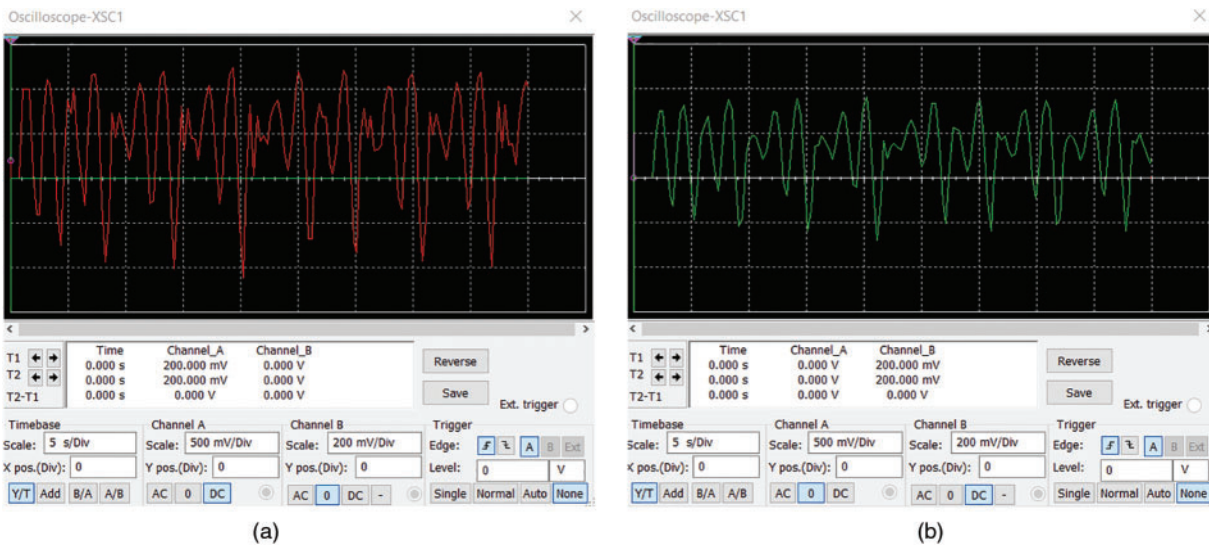 Oscilloscope-XSC1
Time Channel_A Channel_B
T1 0.000 s 200.000 mV 0.000 V
T2 0.000 s 200.000 mV 0.000 V
T2-T1 0.000 s 0.000 V 0.000 V
Reverse
Save
Ext. trigger
Timebase
Scale: 5 s/Div
X pos.(Div): 0
Y/T Add B/A A/B
Channel A
Scale: 500 mV/Div
Y pos.(Div): 0
AC 0 DC
Channel B
Scale: 200 mV/Div
Y pos.(Div): 0
AC 0 DC -
Trigger
Edge: A B Ext
Level: 0 V
Single Normal Auto None
(a)
Oscilloscope-XSC1
Time Channel_A Channel_B
T1 0.000 s 0.000 V 200.000 mV
T2 0.000 s 0.000 V 200.000 mV
T2-T1 0.000 s 0.000 V 0.000 V
Reverse
Save
Ext. trigger
Timebase
Scale: 5 s/Div
X pos.(Div): 0
Y/T Add B/A A/B
Channel A
Scale: 500 mV/Div
Y pos.(Div): 0
AC 0 DC
Channel B
Scale: 200 mV/Div
Y pos.(Div): 0
AC 0 DC -
Trigger
Edge: A B Ext
Level: 0 V
Single Normal Auto None
(b)